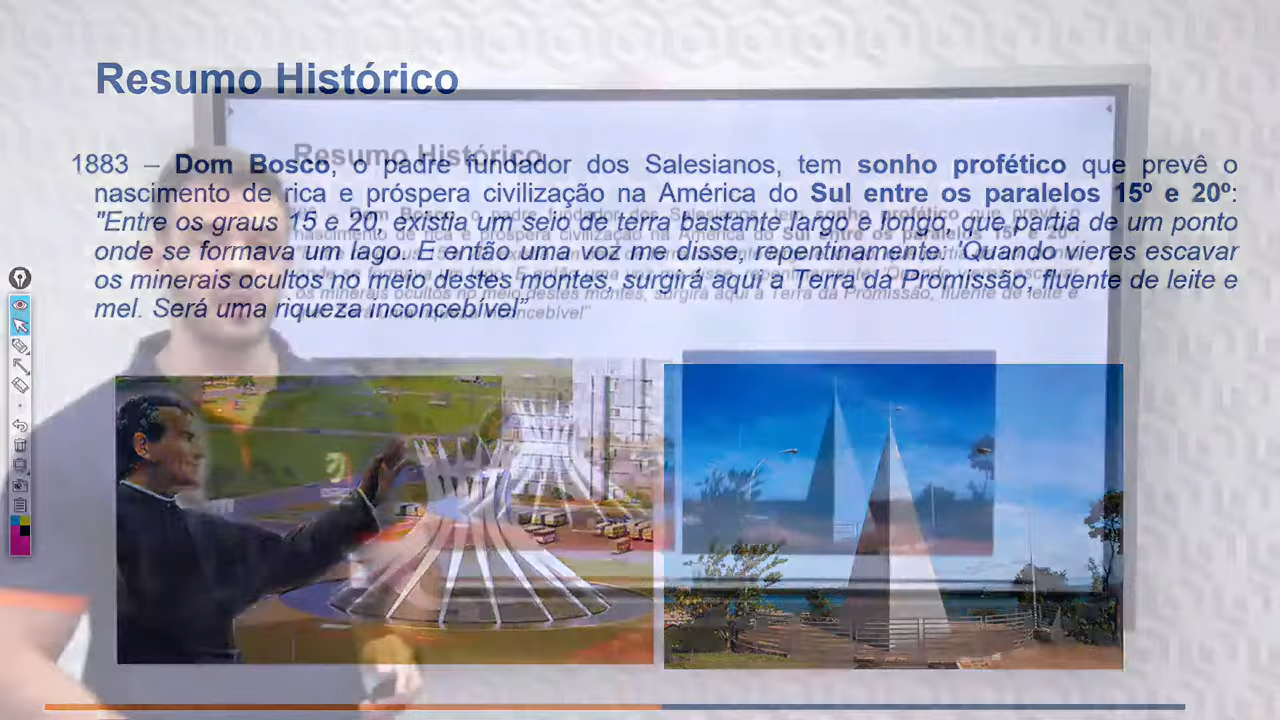 Resumo Histórico
1883 – Dom Bosco, o padre fundador dos Salesianos, tem sonho profético que prevê o
nascimento de rica e próspera civilização na América do Sul entre os paralelos 15º e 20º:
"Entre os graus 15 e 20, existia um seio de terra bastante largo e longo, que partia de um ponto
onde se formava um lago. E então uma voz me disse, repentinamente: 'Quando vieres escavar
os minerais ocultos no meio destes montes, surgirá aqui a Terra da Promissão, fluente de leite e
mel. Será uma riqueza inconcebível"
Resumo Histórico